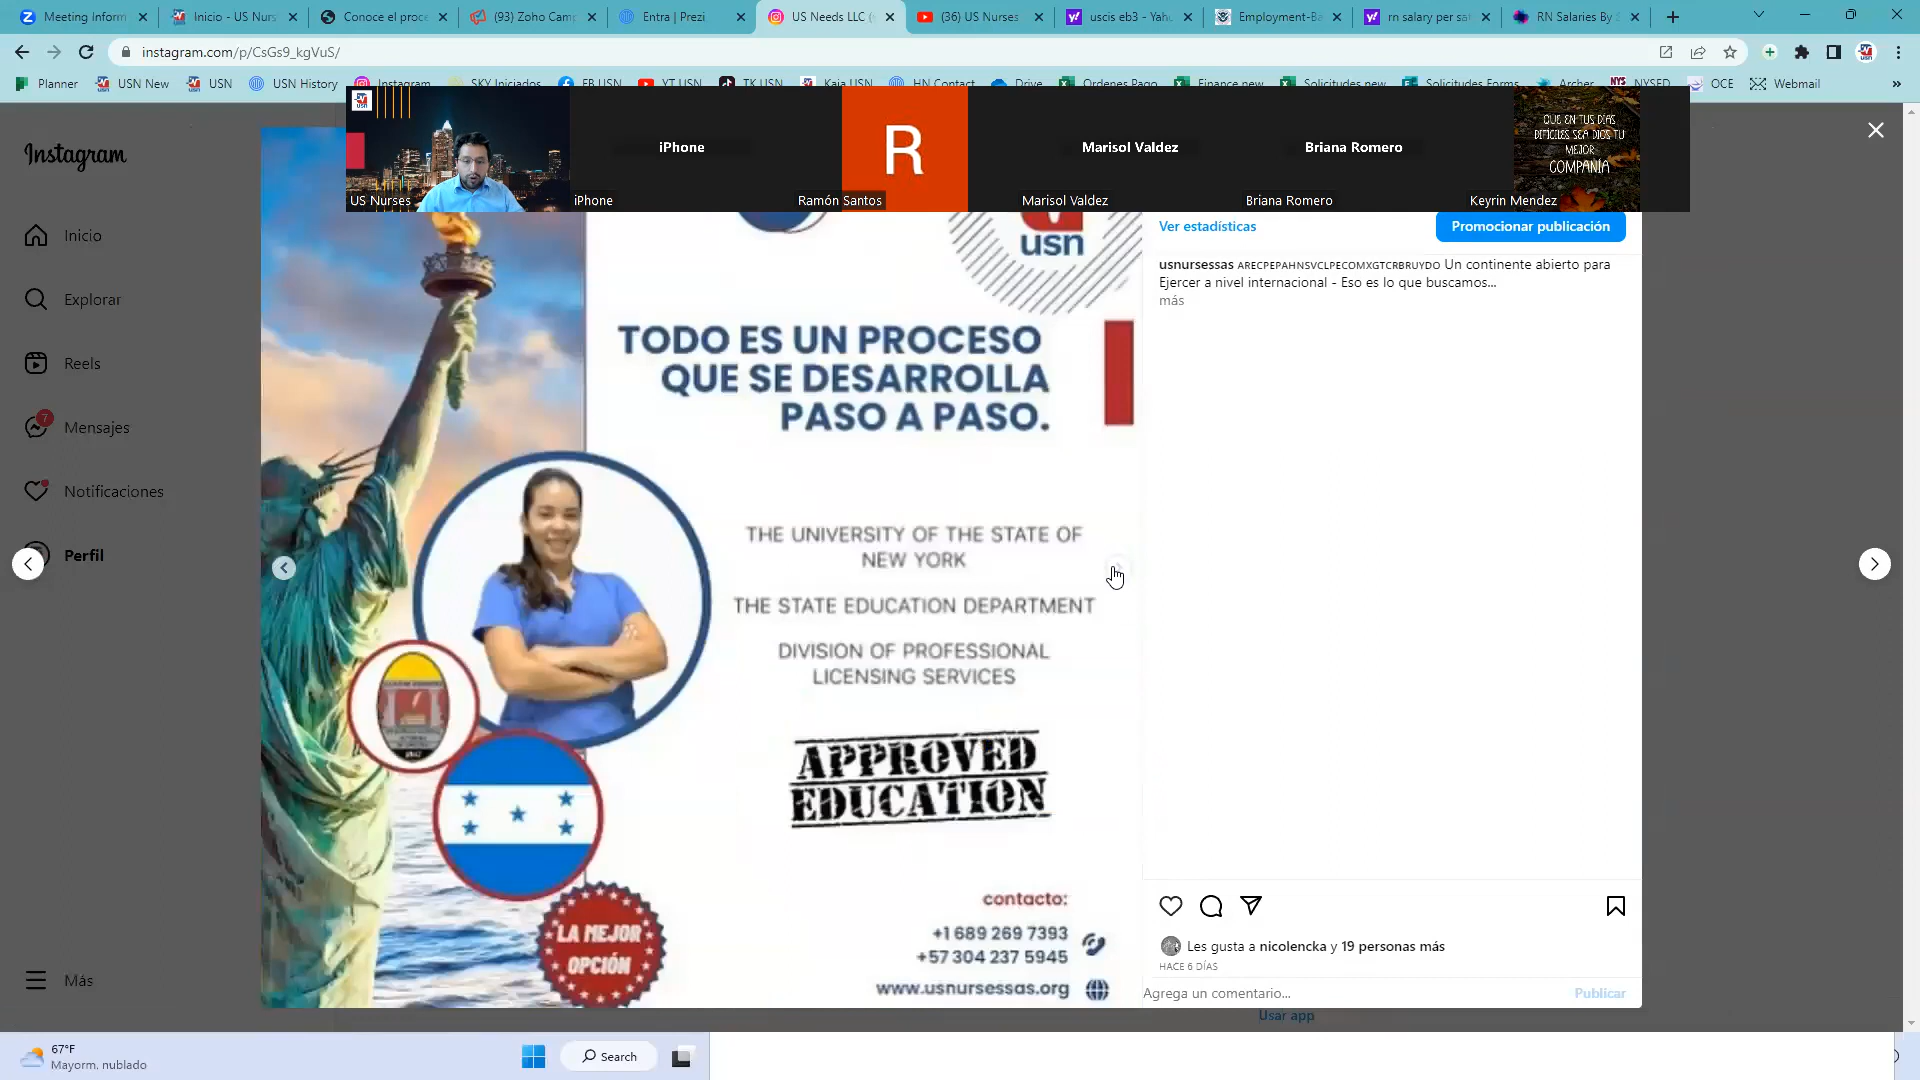 Meeting Inform
Inicio - US Nurs
Conoce el proce
(93) Zoho Camp
Entra | Prezi
US Needs LLC (
(36) US Nurses
uscis eb3 - Yahu
Employment-Ba
rn salary per sat
RN Salaries By S
instagram.com/p/CsGs9_kgVuS/
Planner
USN New
USN
USN History
Instagram
SKY Iniciados
FB USN
YT USN
TK USN
Kaja USN
HN Contact
Drive
Ordenes Pago
Finance new
Solicitudes new
Solicitudes Forms
Archer
NYSED
OCE
Webmail
US Nurses
iPhone
iPhone
R
Ramón Santos
Marisol Valdez
Marisol Valdez
Briana Romero
Briana Romero
QUE EN TUS DÍAS
DIFÍCILES SEA DIOS TU
MEJOR
COMPAÑÍA
Keyrin Mendez
Instagram
Inicio
Explorar
Reels
7
Mensajes
Notificaciones
Perfil
Más
usn
TODO ES UN PROCESO
QUE SE DESARROLLA
PASO A PASO.
THE UNIVERSITY OF THE STATE OF
NEW YORK
THE STATE EDUCATION DEPARTMENT
DIVISION OF PROFESSIONAL
LICENSING SERVICES
APPROVED
EDUCATION
LA MEJOR
OPCIÓN
contacto:
+1 689 269 7393
+57 304 237 5945
www.usnursessas.org
Ver estadísticas
Promocionar publicación
usnursessas ARECPEPAHNSVCLPECOMXGTCRBRUYDO Un continente abierto para
Ejercer a nivel internacional - Eso es lo que buscamos...
más
Les gusta a nicolencka y 19 personas más
HACE 6 DÍAS
Agrega un comentario...
Publicar
Usar app
67°F
Mayorm. nublado
Search